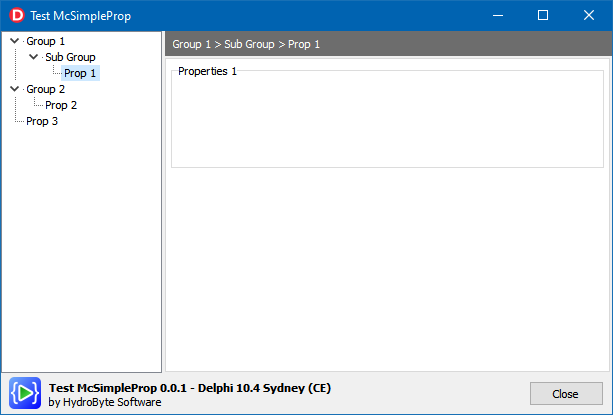 Test McSimpleProp
Group 1
Sub Group
Prop 1
Group 2
Prop 2
Prop 3
Group 1 > Sub Group > Prop 1
Properties 1
Test McSimpleProp 0.0.1 - Delphi 10.4 Sydney (CE)
by HydroByte Software
Close